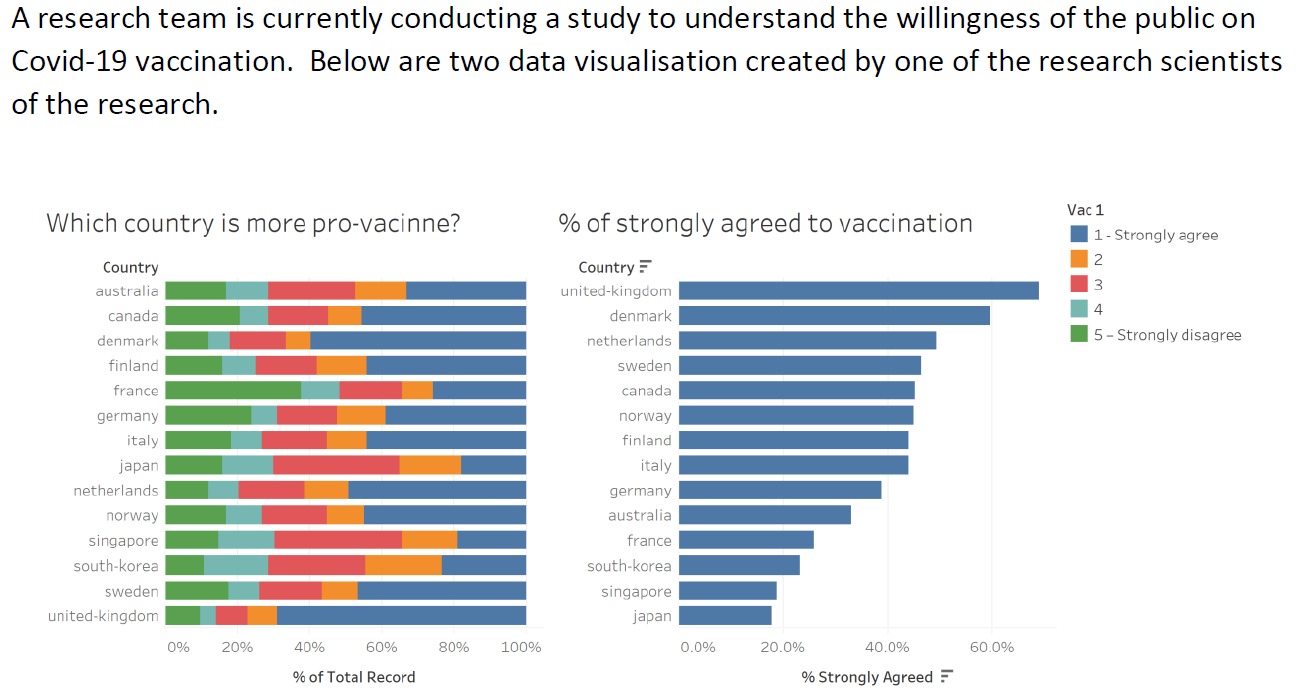 A research team is currently conducting a study to understand the willingness of the public on
Covid-19 vaccination.  Below are two data visualisation created by one of the research scientists
of the research.
Which country is more pro-vacinne?
Country
australia
canada
denmark
finland
france
germany
italy
japan
netherlands
norway
singapore
south-korea
sweden
united-kingdom
0% 20% 40% 60% 80% 100%
% of Total Record
% of strongly agreed to vaccination
Country
united-kingdom
denmark
netherlands
sweden
canada
norway
finland
italy
germany
australia
france
south-korea
singapore
japan
0.0% 20.0% 40.0% 60.0%
% Strongly Agreed
Vac 1
1 - Strongly agree
2
3
4
5 – Strongly disagree